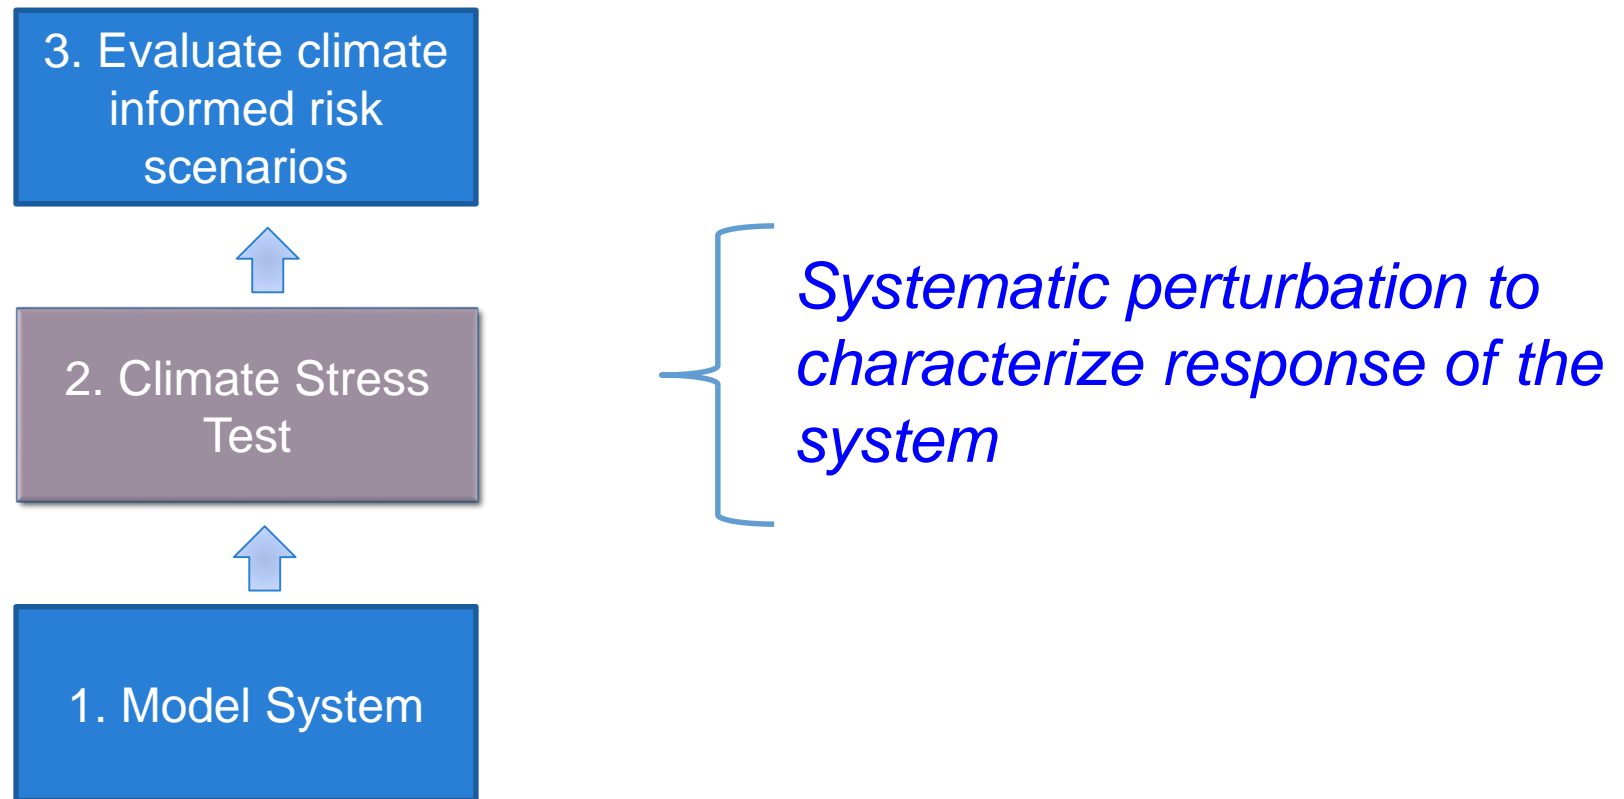 3. Evaluate climate
informed risk
scenarios
2. Climate Stress
Test
Systematic perturbation to
characterize response of the
system
1. Model System